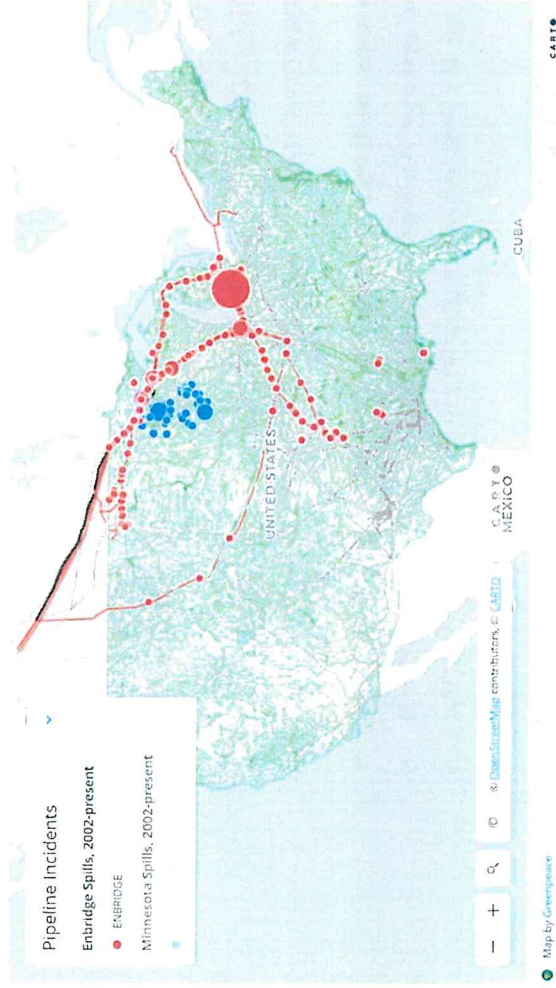 Pipeline Incidents
Enbridge Spills, 2002-present
ENBRIDGE
Minnesota Spills, 2002-present
UNITED STATES
CUBA
MEXICO
CARTO
© © OpenStreetMap contributors, © CARTO
Map by Greenpeace
CARTO